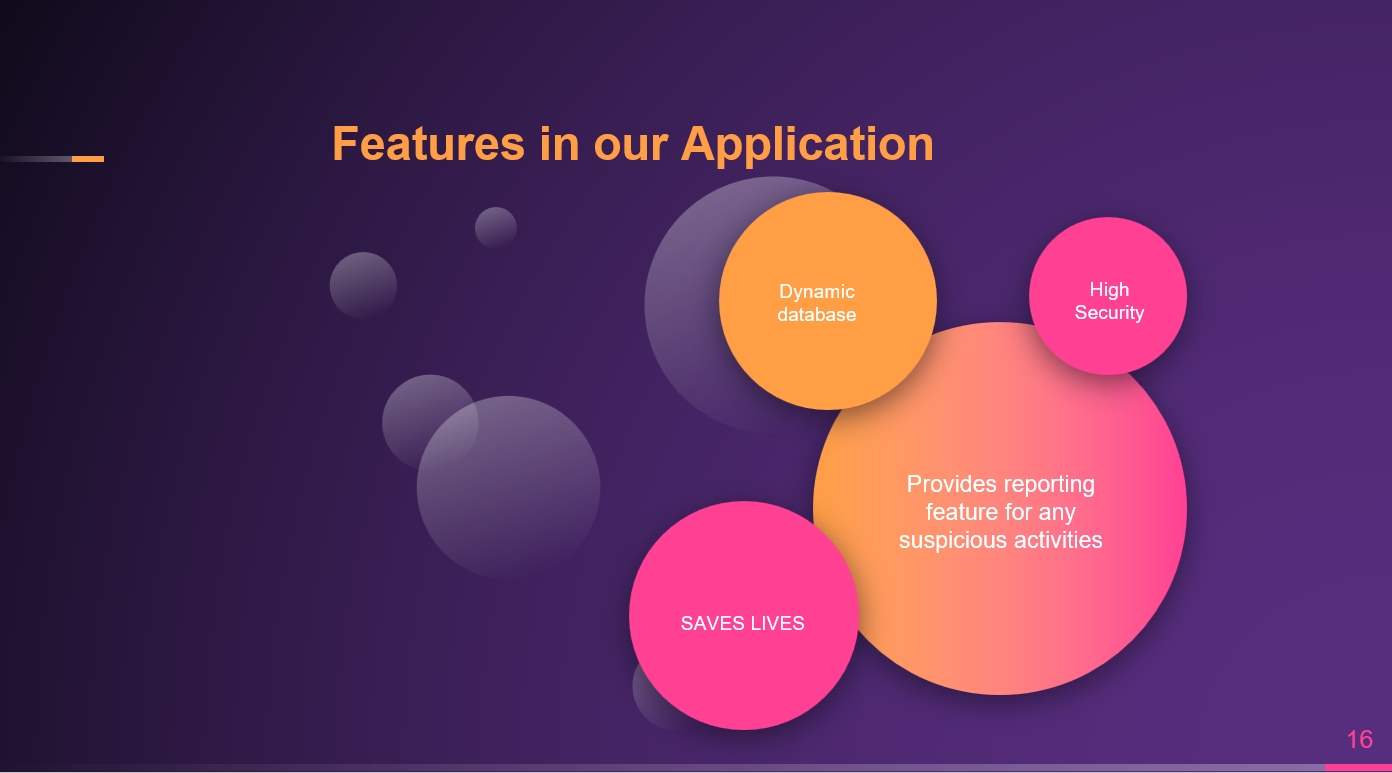 Features in our Application
Dynamic
database
High
Security
Provides reporting
feature for any
suspicious activities
SAVES LIVES
16